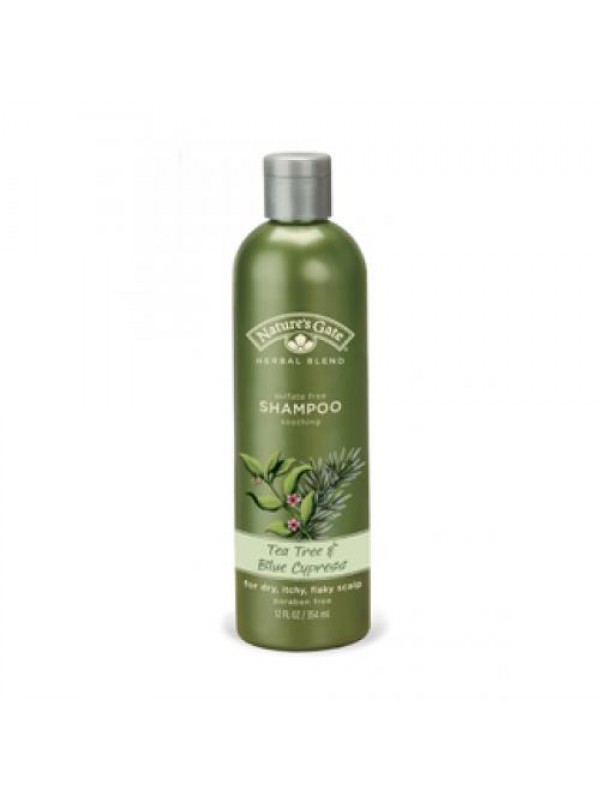 Nature's Gate®
HERBAL BLEND
sulfate free
SHAMPOO
soothing
Tea Tree &
Blue Cypress
for dry, itchy, flaky scalp
paraben free
12 FL OZ / 354 mL